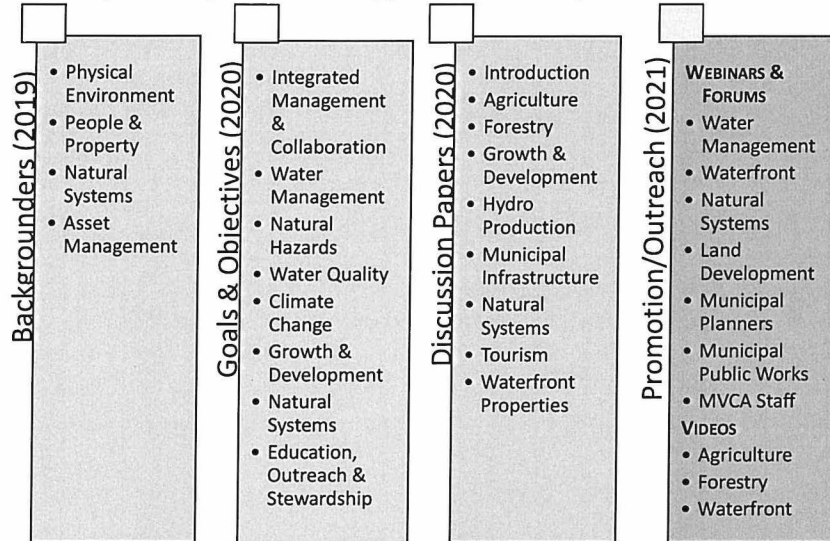 Backgrounders (2019)
• Physical
Environment
• People &
Property
• Natural
Systems
• Asset
Management
Goals & Objectives (2020)
• Integrated
Management
&
Collaboration
• Water
Management
• Natural
Hazards
• Water Quality
• Climate
Change
• Growth &
Development
• Natural
Systems
• Education,
Outreach &
Stewardship
Discussion Papers (2020)
• Introduction
• Agriculture
• Forestry
• Growth &
Development
• Hydro
Production
• Municipal
Infrastructure
• Natural
Systems
• Tourism
• Waterfront
Properties
Promotion/Outreach (2021)
WEBINARS &
FORUMS
• Water
Management
• Waterfront
• Natural
Systems
• Land
Development
• Municipal
Planners
• Municipal
Public Works
• MVCA Staff
VIDEOS
• Agriculture
• Forestry
• Waterfront